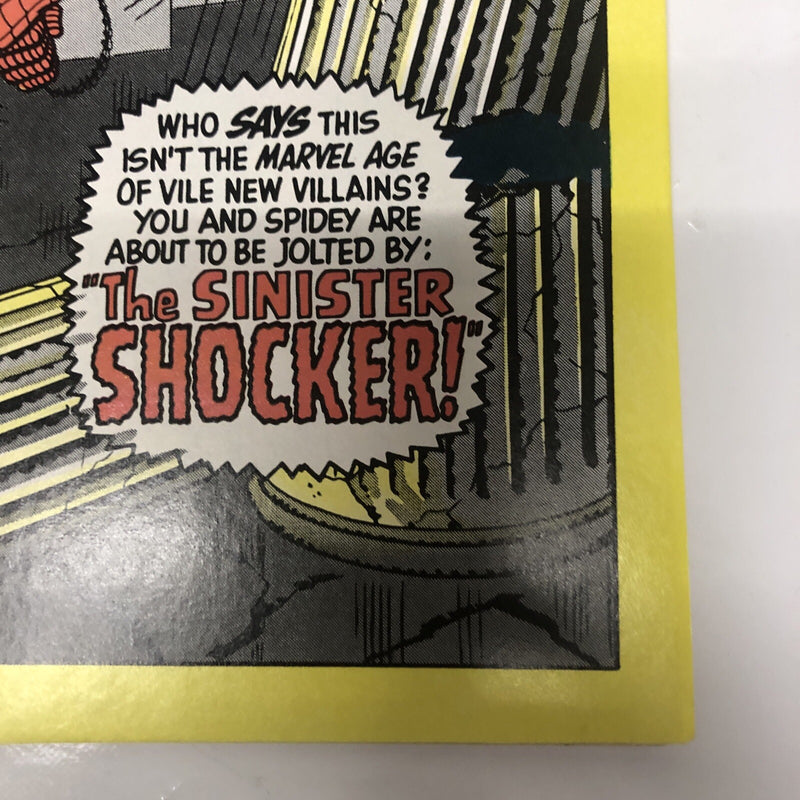 WHO SAYS THIS
ISN'T THE MARVEL AGE
OF VILE NEW VILLAINS?
YOU AND SPIDEY ARE
ABOUT TO BE JOLTED BY:
"The SINISTER
SHOCKER!"